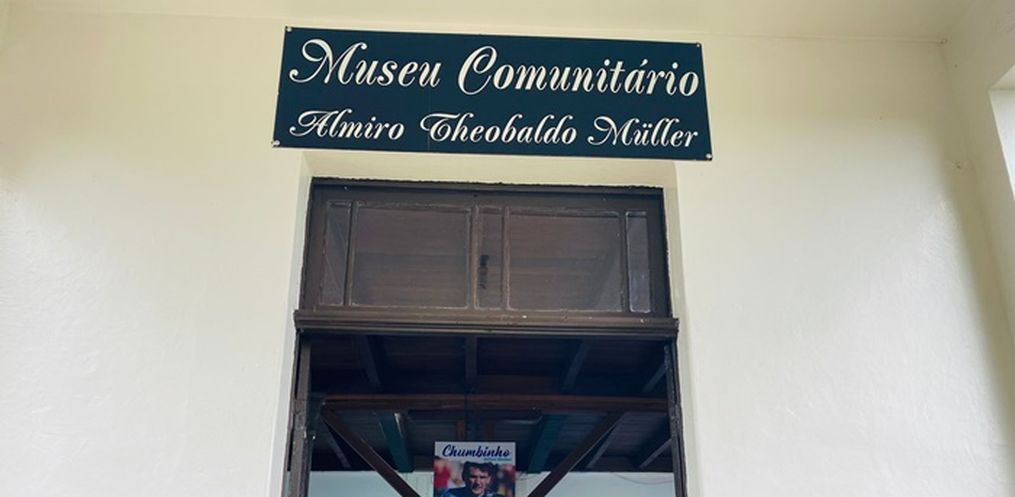 Museu Comunitário
Almiro Theobaldo Müller
Chumbinho